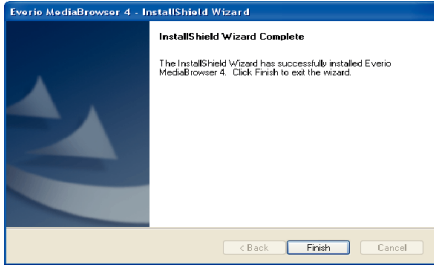 Everio MediaBrowser 4 - InstallShield Wizard
InstallShield Wizard Complete
The InstallShield Wizard has successfully installed Everio
MediaBrowser 4. Click Finish to exit the wizard.
< Back Finish Cancel